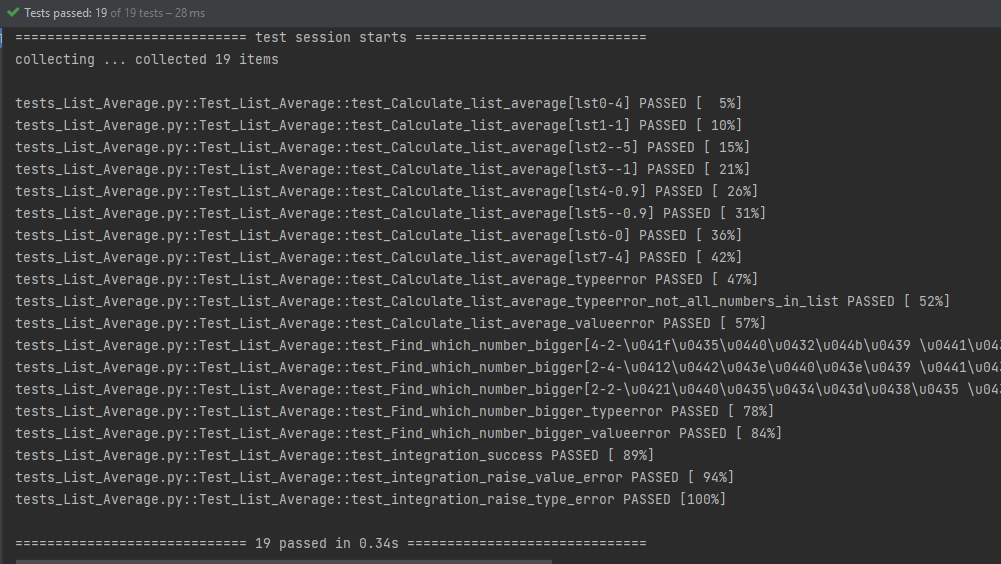 Tests passed: 19 of 19 tests – 28 ms
============================= test session starts =============================
collecting ... collected 19 items
tests_List_Average.py::Test_List_Average::test_Calculate_list_average[lst0-4] PASSED [  5%]
tests_List_Average.py::Test_List_Average::test_Calculate_list_average[lst1-1] PASSED [ 10%]
tests_List_Average.py::Test_List_Average::test_Calculate_list_average[lst2--5] PASSED [ 15%]
tests_List_Average.py::Test_List_Average::test_Calculate_list_average[lst3--1] PASSED [ 21%]
tests_List_Average.py::Test_List_Average::test_Calculate_list_average[lst4-0.9] PASSED [ 26%]
tests_List_Average.py::Test_List_Average::test_Calculate_list_average[lst5--0.9] PASSED [ 31%]
tests_List_Average.py::Test_List_Average::test_Calculate_list_average[lst6-0] PASSED [ 36%]
tests_List_Average.py::Test_List_Average::test_Calculate_list_average[lst7-4] PASSED [ 42%]
tests_List_Average.py::Test_List_Average::test_Calculate_list_average_typeerror PASSED [ 47%]
tests_List_Average.py::Test_List_Average::test_Calculate_list_average_typeerror_not_all_numbers_in_list PASSED [ 52%]
tests_List_Average.py::Test_List_Average::test_Calculate_list_average_valueerror PASSED [ 57%]
tests_List_Average.py::Test_List_Average::test_Find_which_number_bigger[4-2-\u041f\u0435\u0440\u0432\u044b\u0439 \u0441\u043
tests_List_Average.py::Test_List_Average::test_Find_which_number_bigger[2-4-\u0412\u0442\u043e\u0440\u043e\u0439 \u0441\u043
tests_List_Average.py::Test_List_Average::test_Find_which_number_bigger[2-2-\u0421\u0440\u0435\u0434\u043d\u0438\u0435 \u043
tests_List_Average.py::Test_List_Average::test_Find_which_number_bigger_typeerror PASSED [ 78%]
tests_List_Average.py::Test_List_Average::test_Find_which_number_bigger_valueerror PASSED [ 84%]
tests_List_Average.py::Test_List_Average::test_integration_success PASSED [ 89%]
tests_List_Average.py::Test_List_Average::test_integration_raise_value_error PASSED [ 94%]
tests_List_Average.py::Test_List_Average::test_integration_raise_type_error PASSED [100%]
============================= 19 passed in 0.34s ==============================